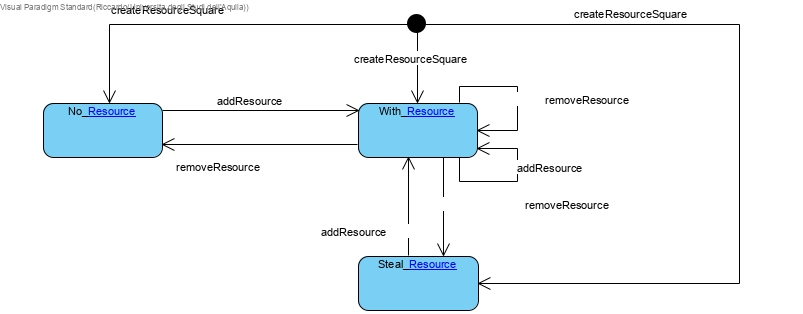 Visual Paradigm Standard(Riccardo(Universita degli Studi dell'Aquila))
createResourceSquare
createResourceSquare
createResourceSquare
addResource
removeResource
No_Resource
With_Resource
removeResource
addResource
removeResource
addResource
Steal_Resource